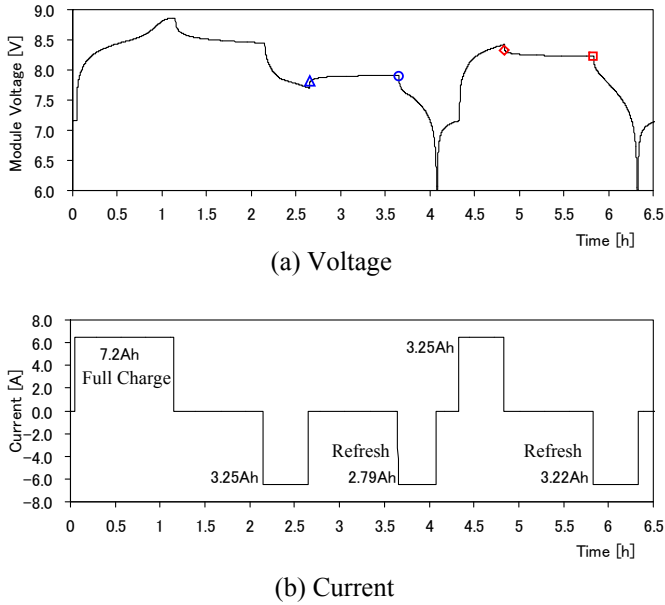 Module Voltage [V]
9.0
8.5
8.0
7.5
7.0
6.5
6.0
0 0.5 1 1.5 2 2.5 3 3.5 4 4.5 5 5.5 6 6.5
Time [h]
(a) Voltage
Current [A]
8.0
6.0
4.0
2.0
0.0
−2.0
−4.0
−6.0
−8.0
7.2Ah
Full Charge
3.25Ah
Refresh
2.79Ah
3.25Ah
Refresh
3.22Ah
0 0.5 1 1.5 2 2.5 3 3.5 4 4.5 5 5.5 6 6.5
Time [h]
(b) Current